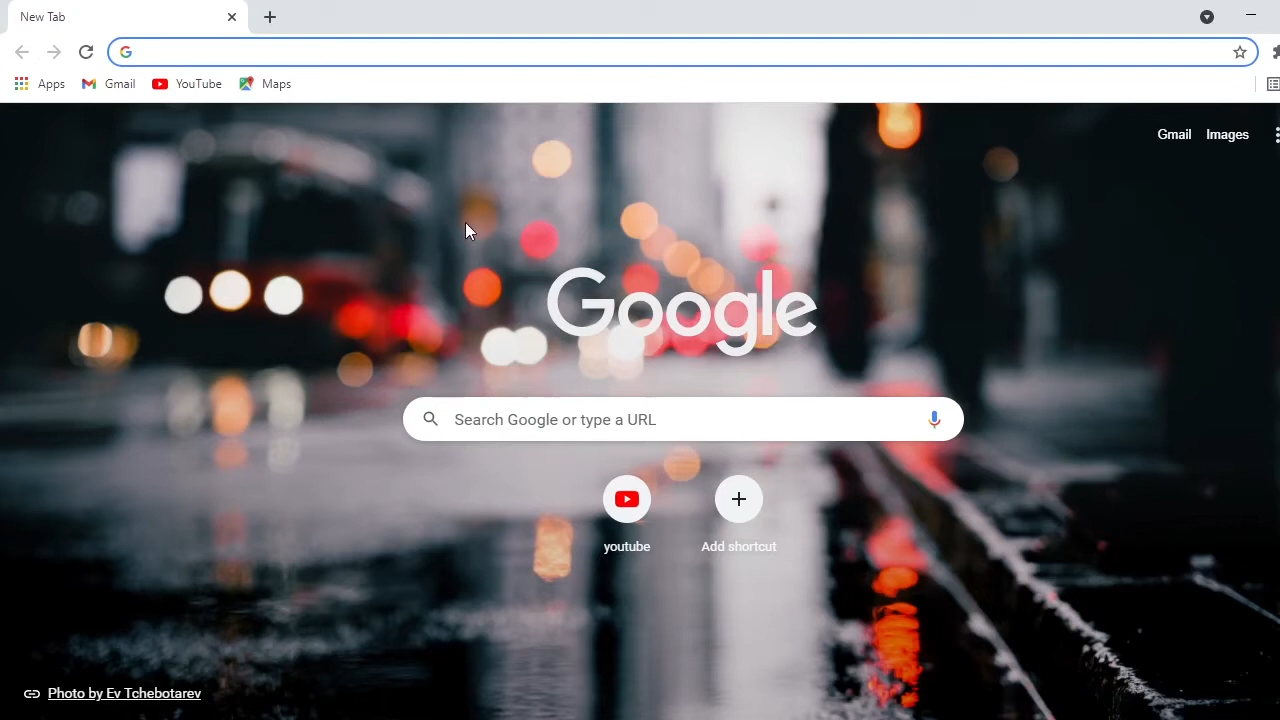 New Tab
Apps
Gmail
YouTube
Maps
Gmail Images
Google
Search Google or type a URL
youtube
Add shortcut
Photo by Ev Tchebotarev